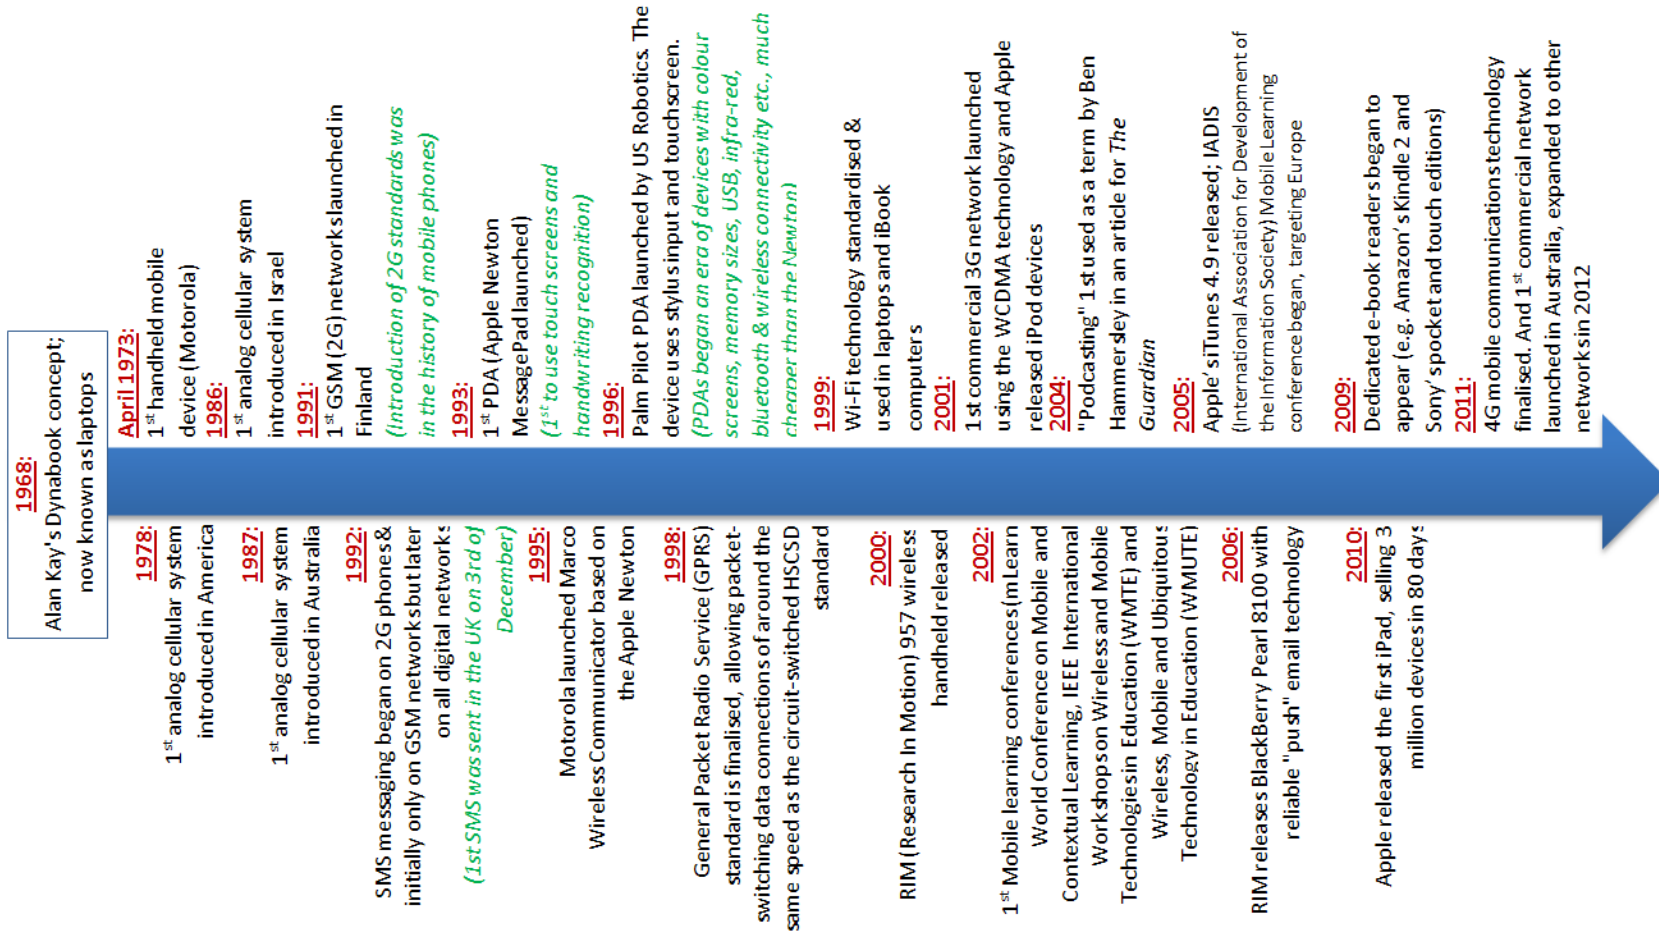 1968:
Alan Kay's Dynabook concept;
now known as laptops
April 1973:
1st handheld mobile
device (Motorola)
1986:
1st analog cellular system
introduced in Israel
1991:
1st GSM (2G) networks launched in
Finland
(Introduction of 2G standards was
in the history of mobile phones)
1993:
1st PDA (Apple Newton
MessagePad launched)
(1st to use touch screens and
handwriting recognition)
1996:
Palm Pilot PDA launched by US Robotics. The
device uses stylus input and touchscreen.
(PDAs began an era of devices with colour
screens, memory sizes, USB, infra-red,
bluetooth & wireless connectivity etc., much
cheaper than the Newton)
1999:
Wi-Fi technology standardised &
used in laptops and iBook
computers
2001:
1st commercial 3G network launched
using the WCDMA technology and Apple
released iPod devices
2004:
"Podcasting" 1st used as a term by Ben
Hammersley in an article for The
Guardian
2005:
Apple's iTunes 4.9 released; IADIS
(International Association for Development of
the Information Society) Mobile Learning
conference began, targeting Europe
2009:
Dedicated e-book readers began to
appear (e.g. Amazon's Kindle 2 and
Sony' s pocket and touch editions)
2011:
4G mobile communications technology
finalised. And 1st commercial network
launched in Australia, expanded to other
networks in 2012
1978:
1st analog cellular system
introduced in America
1987:
1st analog cellular system
introduced in Australia
1992:
SMS messaging began on 2G phones &
initially only on GSM networks but later
on all digital networks
(1st SMS was sent in the UK on 3rd of
December)
1995:
Motorola launched Marco
Wireless Communicator based on
the Apple Newton
1998:
General Packet Radio Service (GPRS)
standard is finalised, allowing packet-
switching data connections of around the
same speed as the circuit-switched HSCSD
standard
2000:
RIM (Research In Motion) 957 wireless
handheld released
2002:
1st Mobile learning conferences (mLearn
World Conference on Mobile and
Contextual Learning, IEEE International
Workshops on Wireless and Mobile
Technologies in Education (WMTE) and
Wireless, Mobile and Ubiquitous
Technology in Education (WMUTE)
2006:
RIM releases BlackBerry Pearl 8100 with
reliable "push" email technology
2010:
Apple released the first iPad, selling 3
million devices in 80 days